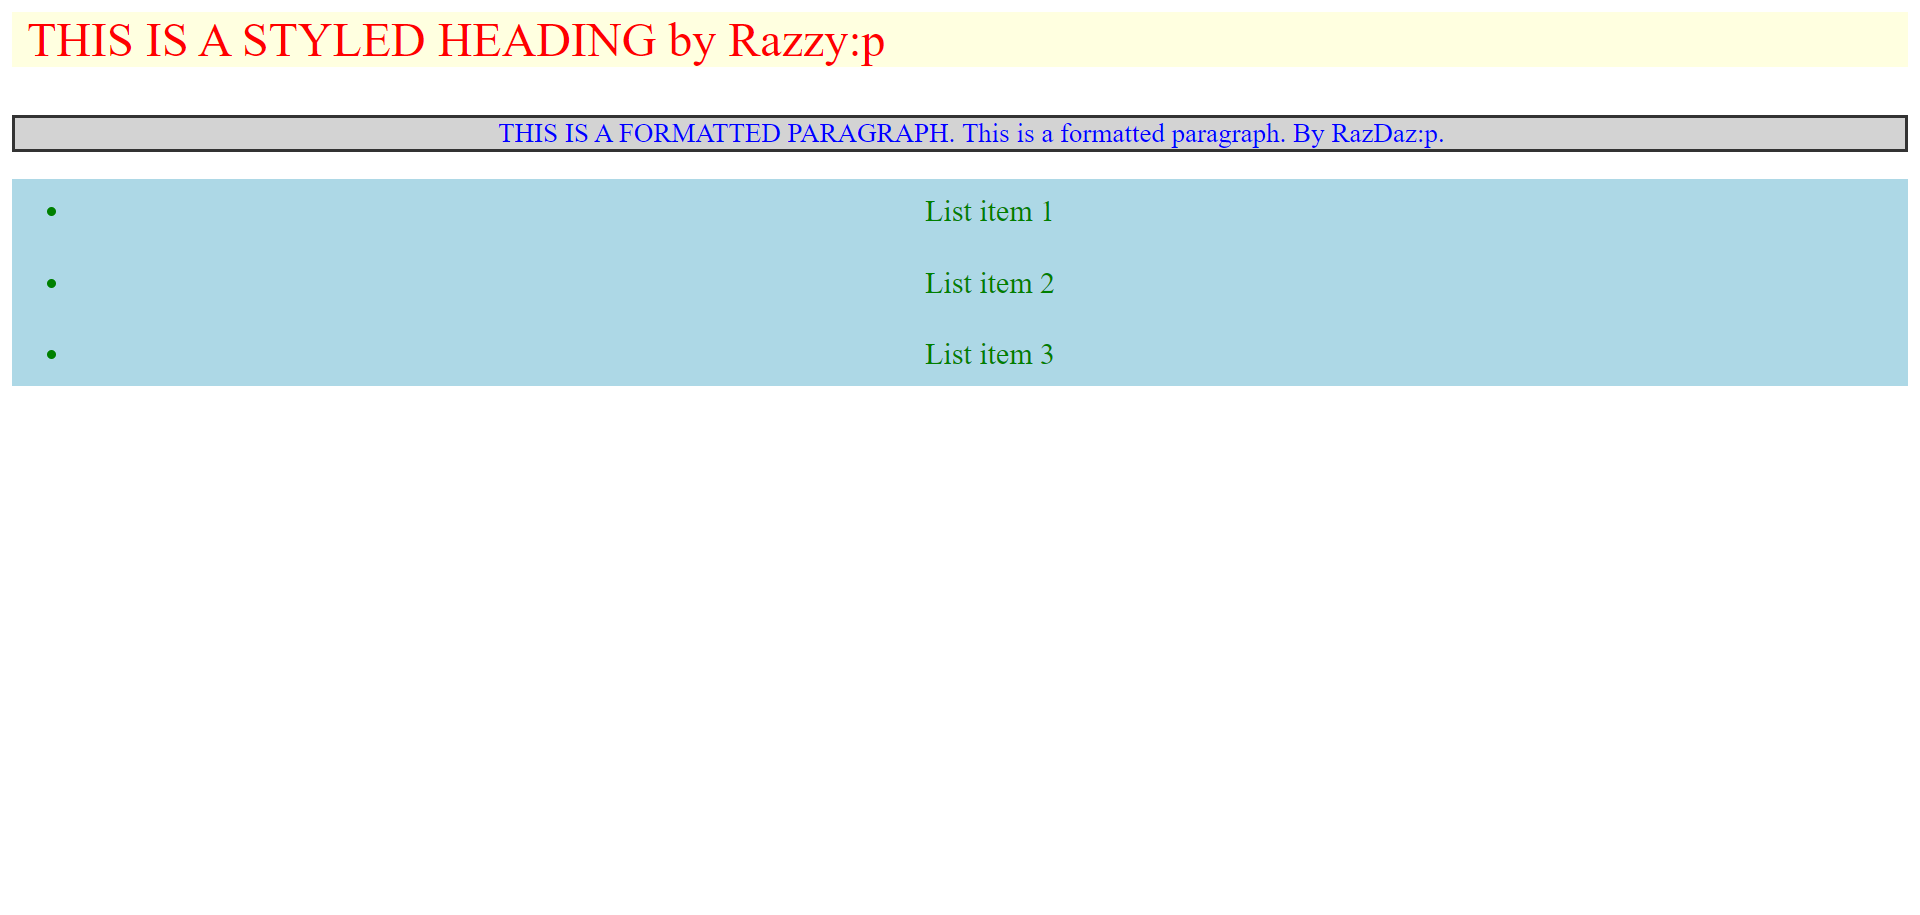 THIS IS A STYLED HEADING by Razzy:p
THIS IS A FORMATTED PARAGRAPH. This is a formatted paragraph. By RazDaz:p.
• List item 1
• List item 2
• List item 3